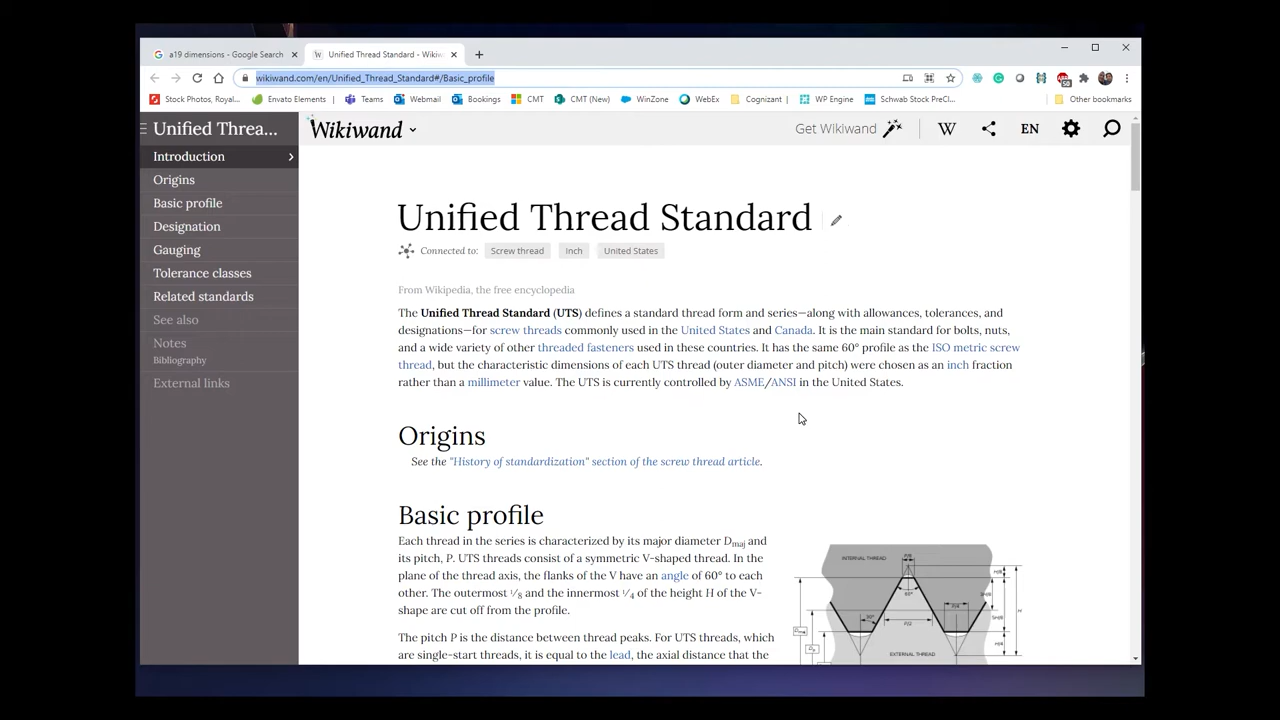 a19 dimensions - Google Search
Unified Thread Standard - Wikiw
wikiwand.com/en/Unified_Thread_Standard#/Basic_profile
Stock Photos, Royal...
Envato Elements
Teams
Webmail
Bookings
CMT
CMT (New)
WinZone
WebEx
Cognizant
WP Engine
Schwab Stock PreCl...
Other bookmarks
Unified Threa...
Wikiwand
Get Wikiwand
W
EN
Introduction
Origins
Basic profile
Designation
Gauging
Tolerance classes
Related standards
See also
Notes
Bibliography
External links
Unified Thread Standard
Connected to: Screw thread Inch United States
From Wikipedia, the free encyclopedia
The Unified Thread Standard (UTS) defines a standard thread form and series—along with allowances, tolerances, and
designations—for screw threads commonly used in the United States and Canada. It is the main standard for bolts, nuts,
and a wide variety of other threaded fasteners used in these countries. It has the same 60° profile as the ISO metric screw
thread, but the characteristic dimensions of each UTS thread (outer diameter and pitch) were chosen as an inch fraction
rather than a millimeter value. The UTS is currently controlled by ASME/ANSI in the United States.
Origins
See the "History of standardization" section of the screw thread article.
Basic profile
Each thread in the series is characterized by its major diameter Dmaj and
its pitch, P. UTS threads consist of a symmetric V-shaped thread. In the
plane of the thread axis, the flanks of the V have an angle of 60° to each
other. The outermost 1/8 and the innermost 1/4 of the height H of the V-
shape are cut off from the profile.
The pitch P is the distance between thread peaks. For UTS threads, which
are single-start threads, it is equal to the lead, the axial distance that the
INTERNAL THREAD
P/8
H/8
60°
5H/8
H
30°
P/4
P/2
H/4
EXTERNAL THREAD